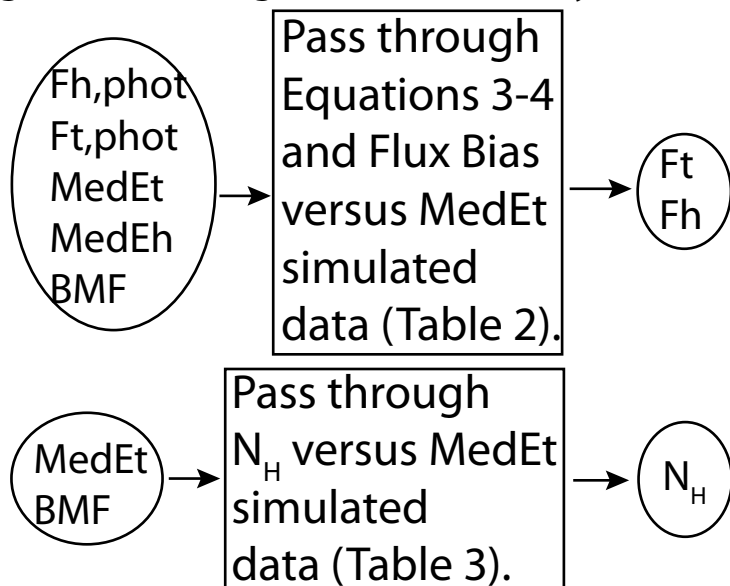 Fh,phot
Ft,phot
MedEt
MedEh
BMF
Pass through
Equations 3-4
and Flux Bias
versus MedEt
simulated
data (Table 2).
Ft
Fh
MedEt
BMF
Pass through
N_H versus MedEt
simulated
data (Table 3).
N_H